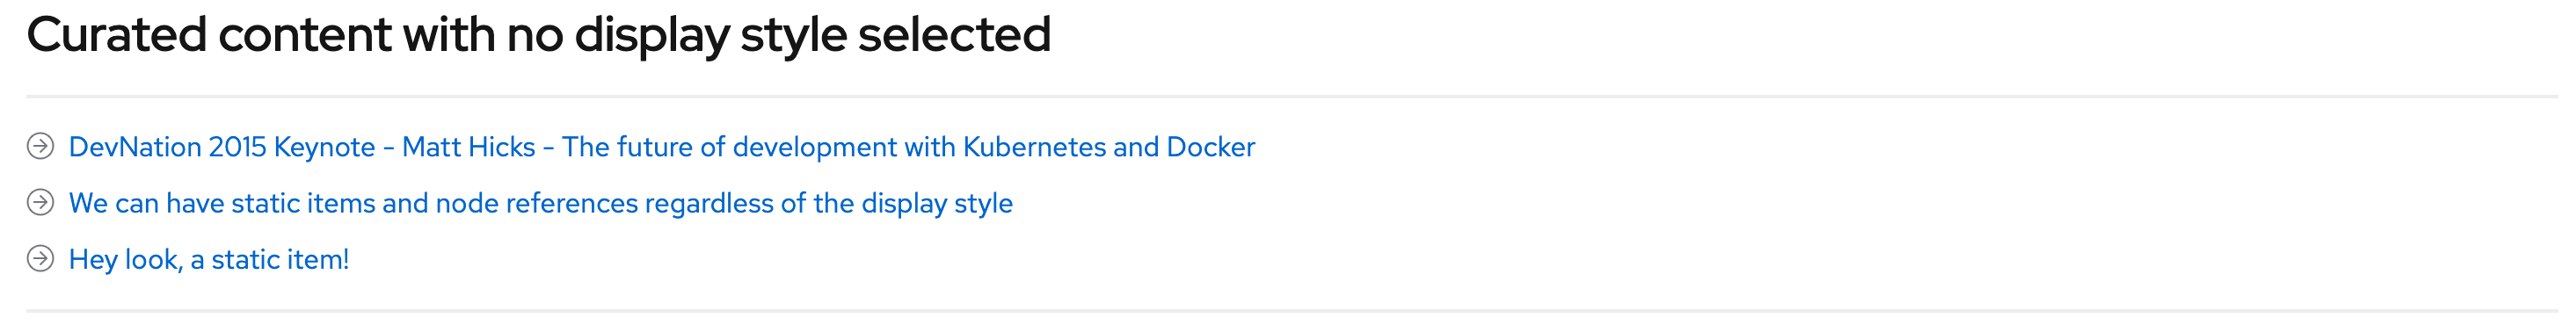 Curated content with no display style selected
DevNation 2015 Keynote - Matt Hicks - The future of development with Kubernetes and Docker
We can have static items and node references regardless of the display style
Hey look, a static item!